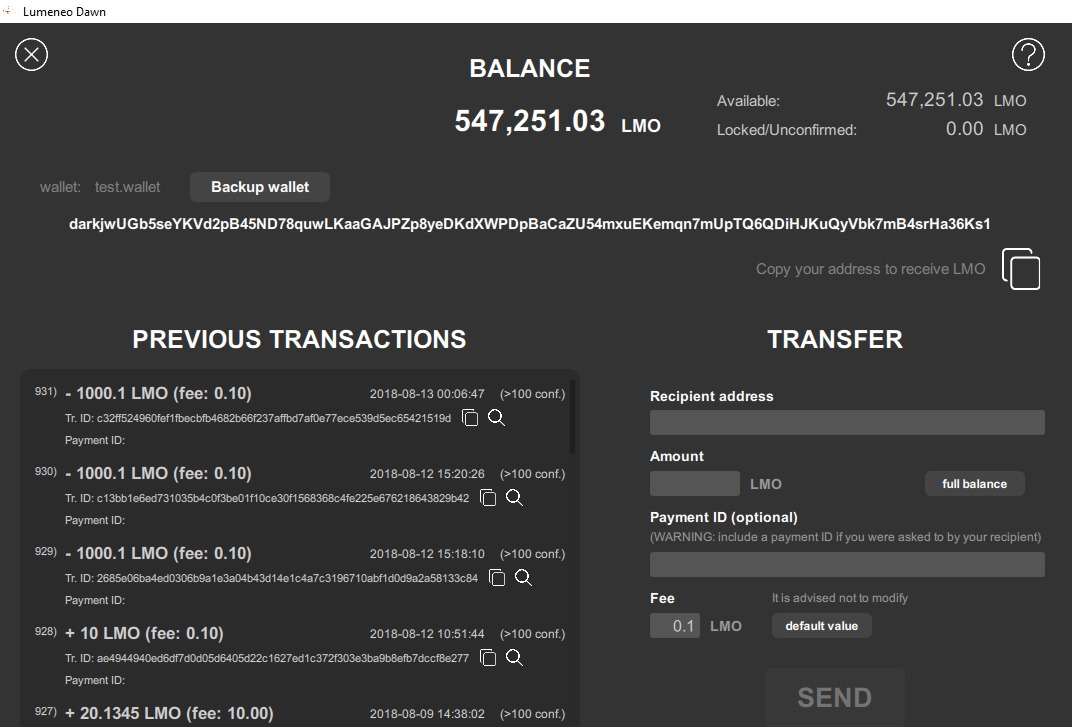 Lumeneo Dawn
BALANCE
547,251.03 LMO
Available: 547,251.03 LMO
Locked/Unconfirmed: 0.00 LMO
wallet: test.wallet Backup wallet
darkjwUGb5seYKVd2pB45ND78quwLKaaGAJPZp8yeDKdXWPDpBaCaZU54mxuEKemqn7mUpTQ6QDiHJKuQyVbk7mB4srHa36Ks1
Copy your address to receive LMO
PREVIOUS TRANSACTIONS
931) - 1000.1 LMO (fee: 0.10) 2018-08-13 00:06:47 (>100 conf.)
Tr. ID: c32ff524960fef1fbecbfb4682b66f237affbd7af0e77ece539d5ec65421519d
Payment ID:
930) - 1000.1 LMO (fee: 0.10) 2018-08-12 15:20:26 (>100 conf.)
Tr. ID: c13bb1e6ed731035b4c0f3be01f10ce30f1568368c4fe225e676218643829b42
Payment ID:
929) - 1000.1 LMO (fee: 0.10) 2018-08-12 15:18:10 (>100 conf.)
Tr. ID: 2685e06ba4ed0306b9a1e3a04b43d14e1c4a7c3196710abf1d0d9a2a58133c84
Payment ID:
928) + 10 LMO (fee: 0.10) 2018-08-12 10:51:44 (>100 conf.)
Tr. ID: ae4944940ed6df7d0d05d6405d22c1627ed1c372f303e3ba9b8efb7dccf8e277
Payment ID:
927) + 20.1345 LMO (fee: 10.00) 2018-08-09 14:38:02 (>100 conf.)
TRANSFER
Recipient address
Amount
LMO full balance
Payment ID (optional)
(WARNING: include a payment ID if you were asked to by your recipient)
Fee It is advised not to modify
0.1 LMO default value
SEND